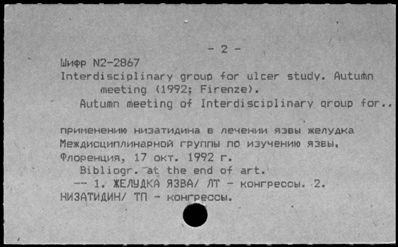 - 2 -
Шифр N2-2867
Interdisciplinary group for ulcer study. Autumn
meeting (1992; Firenze).
Autumn meeting of Interdisciplinary group for..
применению низатидина в лечении язвы желудка
Междисциплинарной группы по изучению язвы,
Флоренция, 17 окт. 1992 г.
Bibliogr. at the end of art.
-- 1. ЖЕЛУДКА ЯЗВА/ ЛТ - конгрессы. 2.
НИЗАТИДИН/ ТП - конгрессы.